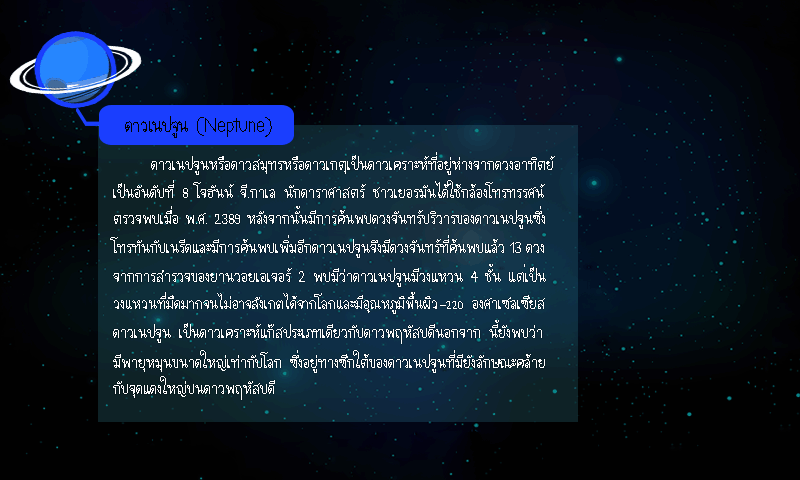 ดาวเนปจูน (Neptune)
ดาวเนปจูนหรือดาวสมุทรหรือดาวเกตุเป็นดาวเคราะห์ที่อยู่ห่างจากดวงอาทิตย์
เป็นอันดับที่ 8 โจฮันน์ จี.กาเล นักดาราศาสตร์ ชาวเยอรมันได้ใช้กล้องโทรทรรศน์
ตรวจพบเมื่อ พ.ศ. 2389 หลังจากนั้นมีการค้นพบดวงจันทร์บริวารของดาวเนปจูนซึ่ง
โทรทันกับเนรีดและมีการค้นพบเพิ่มอีกดาวเนปจูนจึงมีดวงจันทร์ที่ค้นพบแล้ว 13 ดวง
จากการสำรวจของยานวอยเอเจอร์ 2 พบมีว่าดาวเนปจูนมีวงแหวน 4 ชั้น แต่เป็น
วงแหวนที่มืดมากจนไม่อาจสังเกตได้จากโลกและมีอุณหภูมิพื้นผิว -220 องศาเซลเซียส
ดาวเนปจูน เป็นดาวเคราะห์แก๊สประเภทเดียวกับดาวพฤหัสบดีนอกจาก นี้ยังพบว่า
มีพายุหมุนขนาดใหญ่เท่ากับโลก ซึ่งอยู่ทางซีกใต้ของดาวเนปจูนที่มียังลักษณะคล้าย
กับจุดแดงใหญ่บนดาวพฤหัสบดี